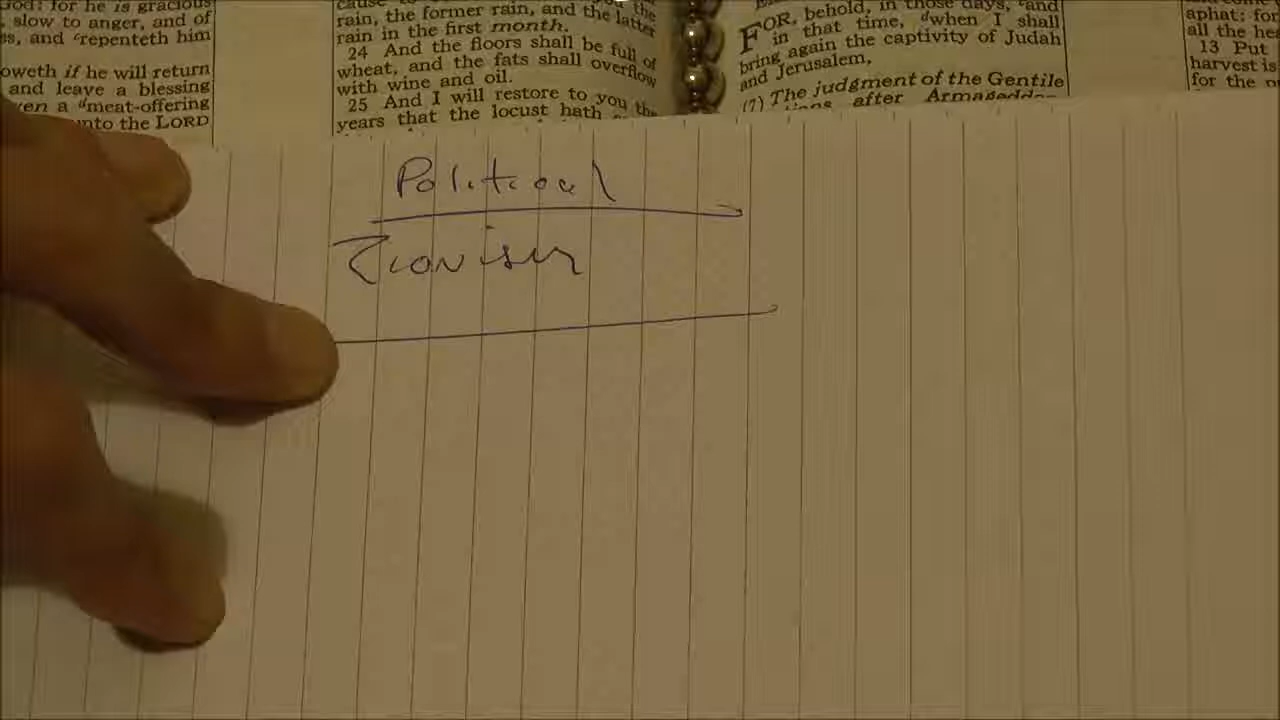 God: for he is gracious
slow to anger, and of
ss, and repenteth him
oweth if he will return
and leave a blessing
ven a meat-offering
unto the LORD
rain, the former rain, and the latter
rain in the first month.
24 And the floors shall be full of
wheat, and the fats shall overflow
with wine and oil.
25 And I will restore to you the
years that the locust hath
FOR, behold, in those days, and
in that time, when I shall
bring again the captivity of Judah
and Jerusalem,
(7) The judgment of the Gentile
after Armageddon
aphat: for
all the hea
13 Put
harvest is
for the
Political
Zionism